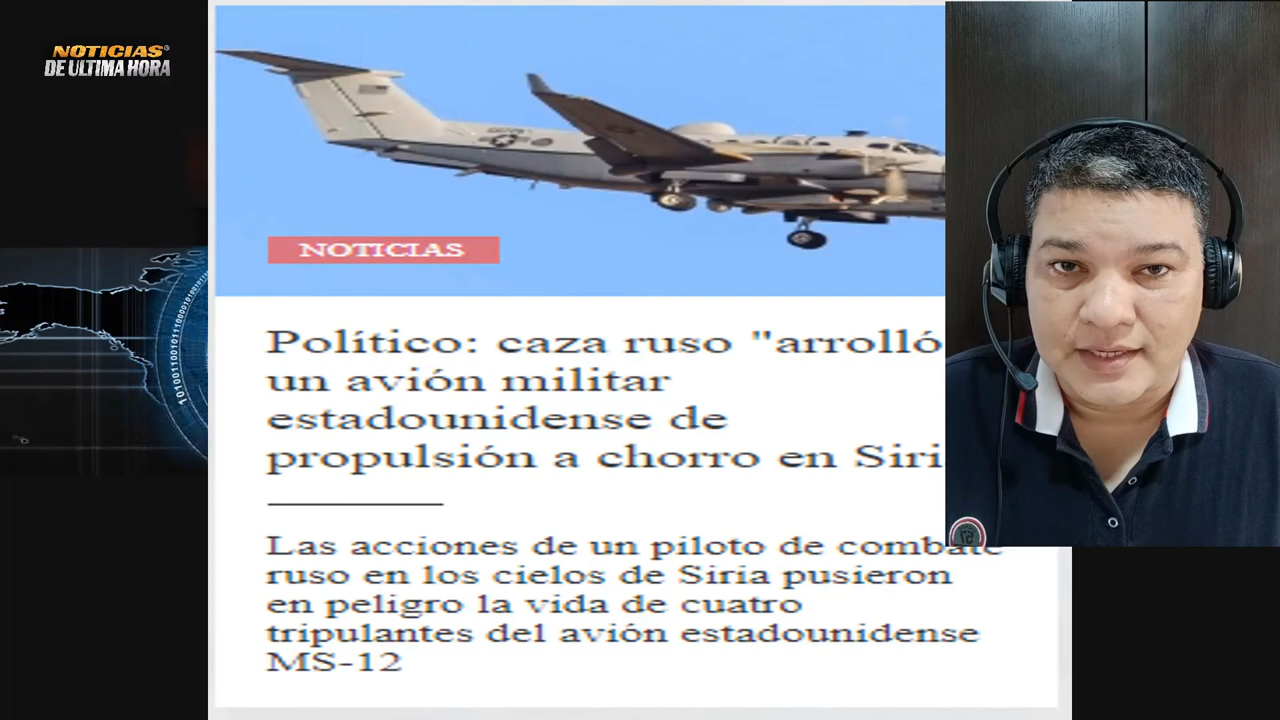 NOTICIAS
DE ULTIMA HORA
NOTICIAS
Político: caza ruso "arrolló
un avión militar
estadounidense de
propulsión a chorro en Siri
Las acciones de un piloto de combate
ruso en los cielos de Siria pusieron
en peligro la vida de cuatro
tripulantes del avión estadounidense
MS-12
57